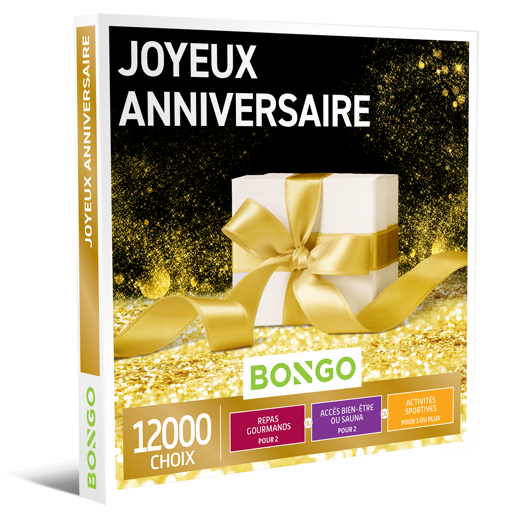 JOYEUX
ANNIVERSAIRE
JOYEUX ANNIVERSAIRE
BONGO
BONGO
12000
CHOIX
REPAS
GOURMANDS
POUR 2
OU
ACCÈS BIEN-ÊTRE
OU SAUNA
POUR 2
OU
ACTIVITÉS
SPORTIVES
POUR 1 OU PLUS